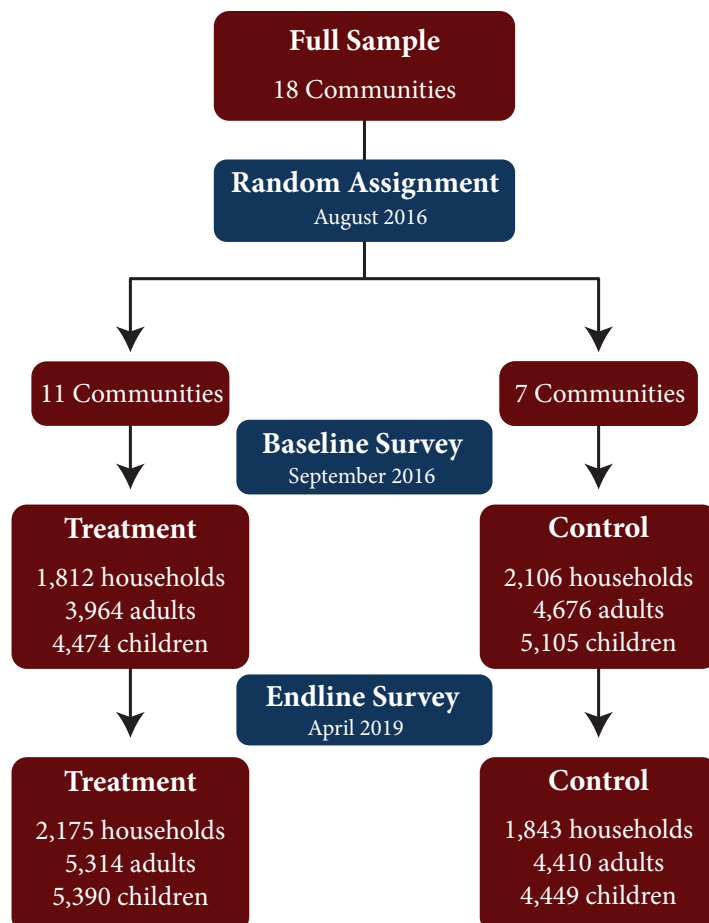 Full Sample
18 Communities
Random Assignment
August 2016
11 Communities
7 Communities
Baseline Survey
September 2016
Treatment
1,812 households
3,964 adults
4,474 children
Control
2,106 households
4,676 adults
5,105 children
Endline Survey
April 2019
Treatment
2,175 households
5,314 adults
5,390 children
Control
1,843 households
4,410 adults
4,449 children